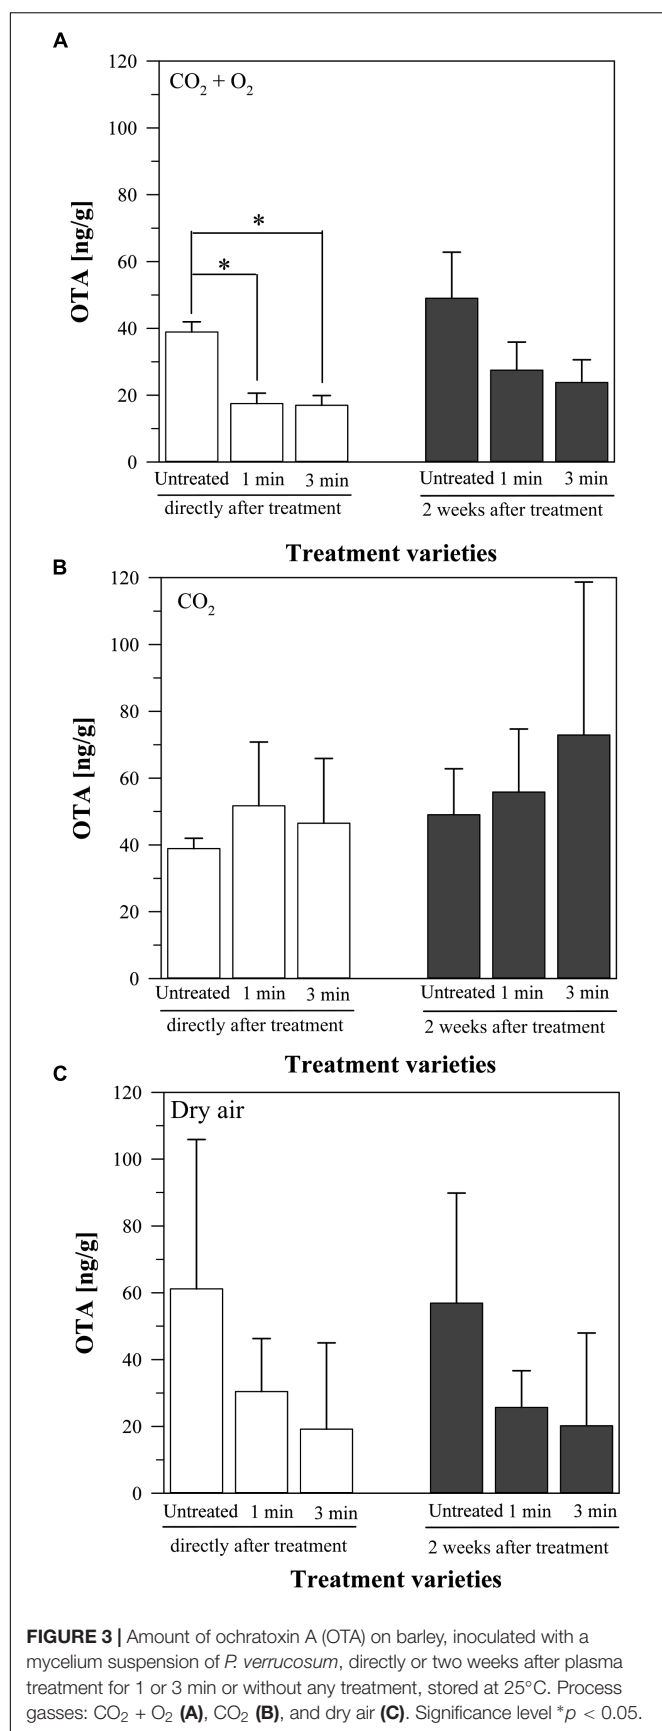 A
120
CO₂ + O₂
100
80
*
60
*
40
20
0
OTA [ng/g]
Untreated 1 min 3 min Untreated 1 min 3 min
directly after treatment 2 weeks after treatment
Treatment varieties
B
120
CO₂
100
80
60
40
20
0
OTA [ng/g]
Untreated 1 min 3 min Untreated 1 min 3 min
directly after treatment 2 weeks after treatment
Treatment varieties
C
120
Dry air
100
80
60
40
20
0
OTA [ng/g]
Untreated 1 min 3 min Untreated 1 min 3 min
directly after treatment 2 weeks after treatment
Treatment varieties
FIGURE 3 | Amount of ochratoxin A (OTA) on barley, inoculated with a
mycelium suspension of P. verrucosum, directly or two weeks after plasma
treatment for 1 or 3 min or without any treatment, stored at 25°C. Process
gasses: CO₂ + O₂ (A), CO₂ (B), and dry air (C). Significance level *p < 0.05.